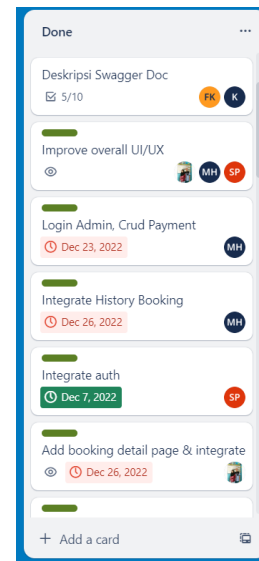 Done
Deskripsi Swagger Doc
5/10
FK K
Improve overall UI/UX
MH SP
Login Admin, Crud Payment
Dec 23, 2022
MH
Integrate History Booking
Dec 26, 2022
MH
Integrate auth
Dec 7, 2022
SP
Add booking detail page & integrate
Dec 26, 2022
+ Add a card